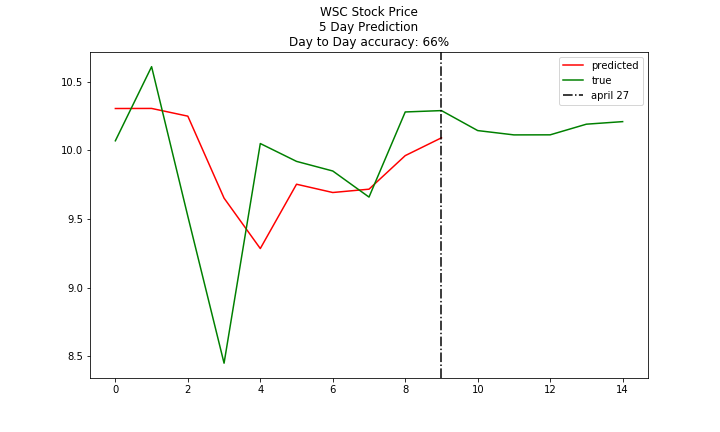 WSC Stock Price
5 Day Prediction
Day to Day accuracy: 66%
predicted
true
april 27
10.5
10.0
9.5
9.0
8.5
0 2 4 6 8 10 12 14